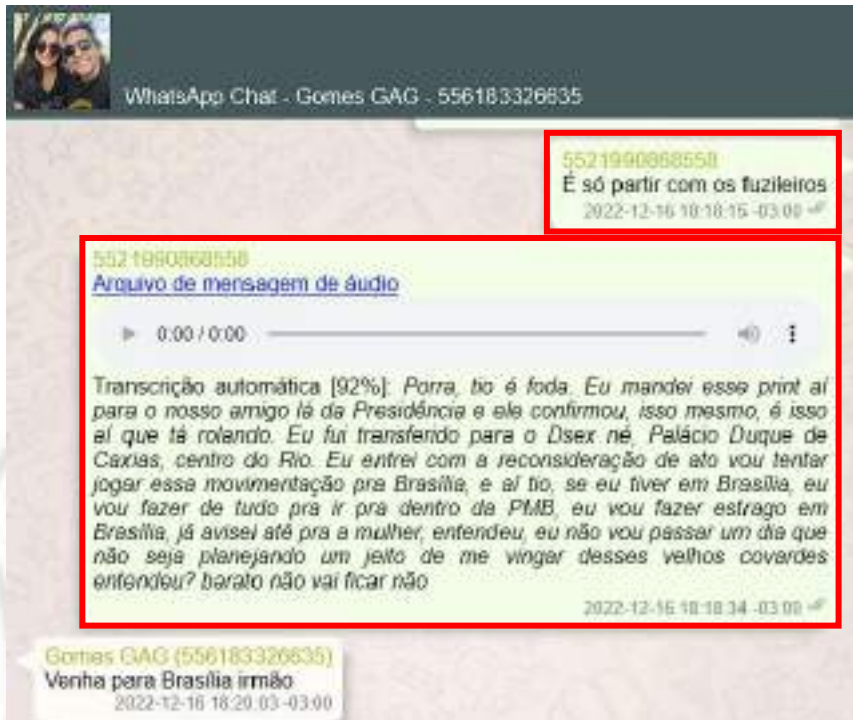 WhatsApp Chat - Gomes GAG - 556183326635
5521990868558
É só partir com os fuzileiros
2022-12-16 18:18:15 -03:00
5521990868558
Arquivo de mensagem de áudio
0:00 / 0:00
Transcrição automática [92%]: Porra, tio é foda. Eu mandei esse print aí
para o nosso amigo lá da Presidência e ele confirmou, isso mesmo, é isso
aí que tá rolando. Eu fui transferido para o Dsex né, Palácio Duque de
Caxias, centro do Rio. Eu entrei com a reconsideração de ato vou tentar
jogar essa movimentação pra Brasília, e aí tio, se eu tiver em Brasília, eu
vou fazer de tudo pra ir pra dentro da PMB, eu vou fazer estrago em
Brasília, já avisei até pra a mulher, entendeu, eu não vou passar um dia que
não seja planejando um jeito de me vingar desses velhos covardes
entendeu? barato não vai ficar não
2022-12-16 18:18:34 -03:00
Gomes GAG (556183326635)
Venha para Brasília irmão
2022-12-16 18:20:03 -03:00